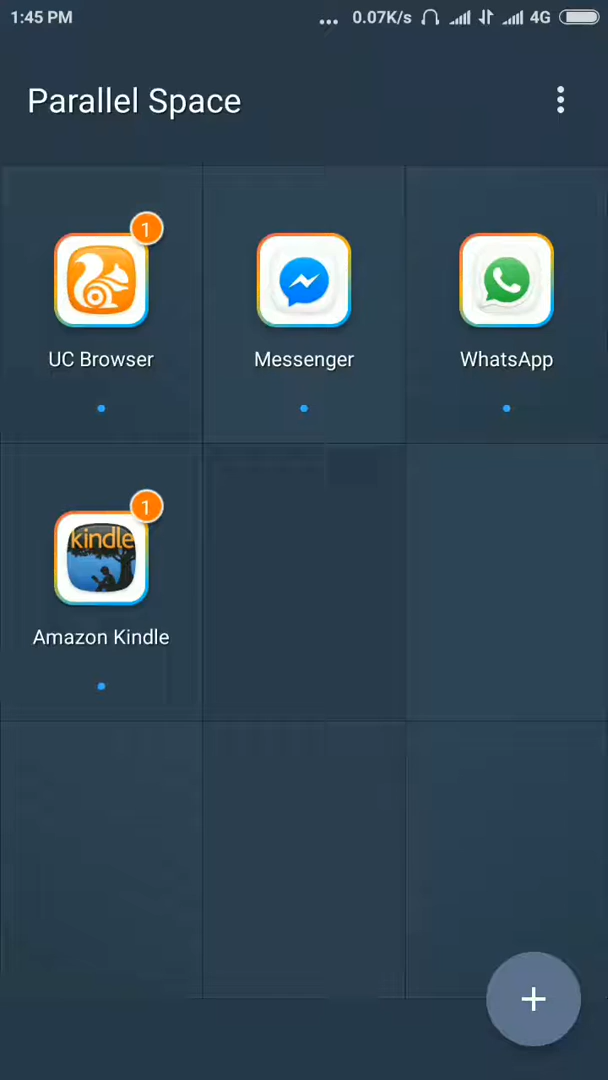 1:45 PM ... 0.07K/s 4G
Parallel Space
1
UC Browser
Messenger
WhatsApp
1
kindle
Amazon Kindle
+